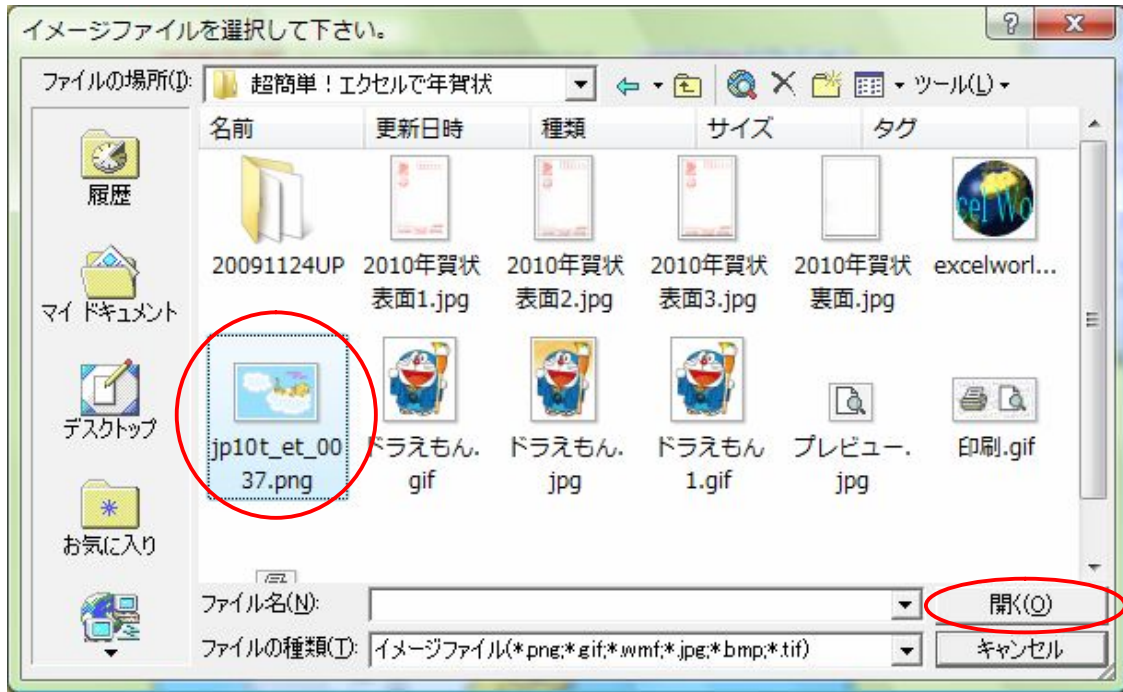 イメージファイルを選択して下さい。
ファイルの場所(I):
超簡単！エクセルで年賀状
ツール(L)
名前 更新日時 種類 サイズ タグ
履歴
マイ ドキュメント
デスクトップ
お気に入り
20091124UP
2010年賀状
表面1.jpg
2010年賀状
表面2.jpg
2010年賀状
表面3.jpg
2010年賀状
裏面.jpg
excelworl...
jp10t_et_00
37.png
ドラえもん.
gif
ドラえもん.
jpg
ドラえもん
1.gif
プレビュー.
jpg
印刷.gif
ファイル名(N):
開く(O)
ファイルの種類(T):
イメージファイル(*.png;*.gif;*.wmf;*.jpg;*.bmp;*.tif)
キャンセル